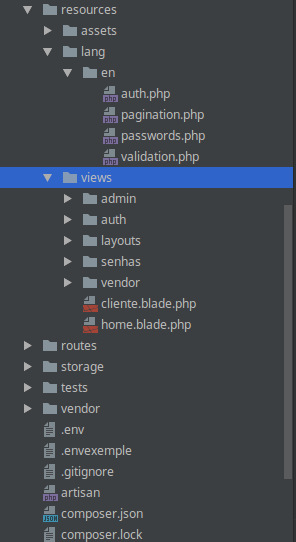 resources
assets
lang
en
auth.php
pagination.php
passwords.php
validation.php
views
admin
auth
layouts
senhas
vendor
cliente.blade.php
home.blade.php
routes
storage
tests
vendor
.env
.envexemple
.gitignore
artisan
composer.json
composer.lock